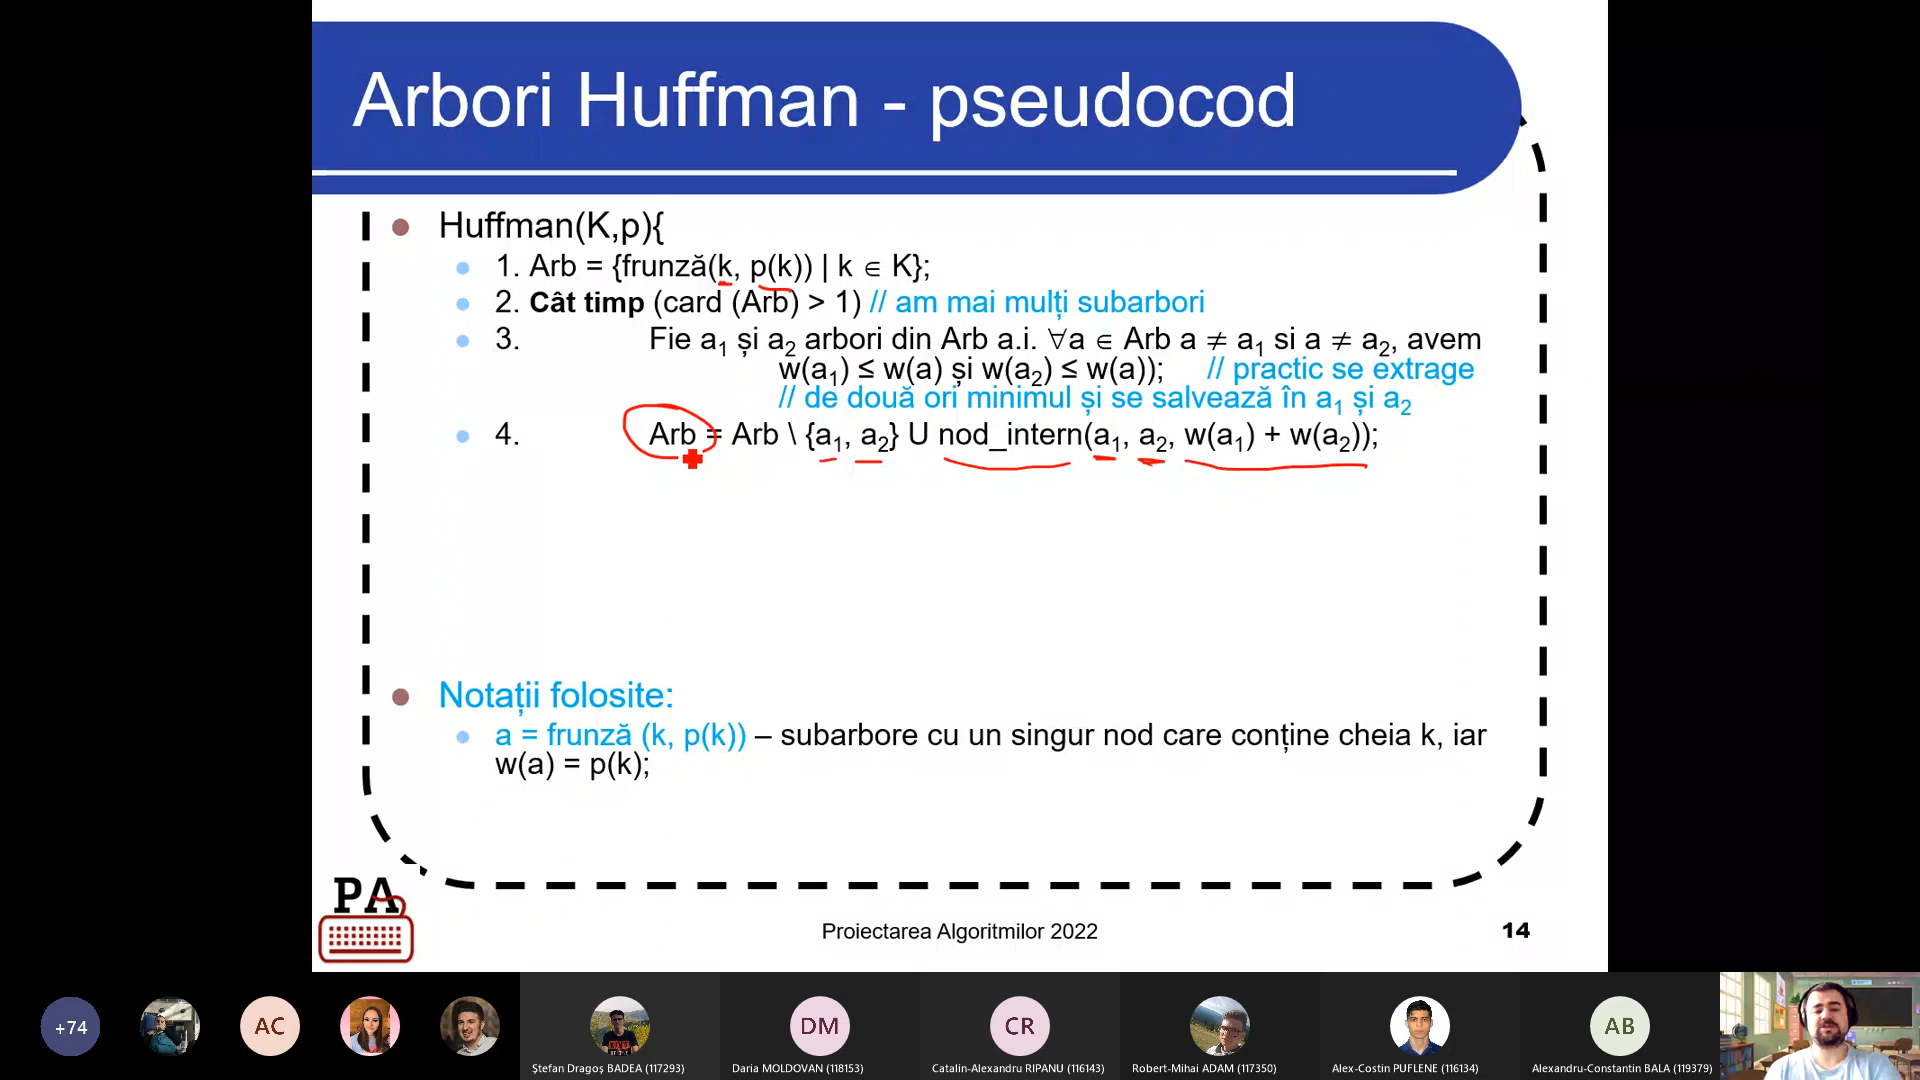 Arbori Huffman - pseudocod
Huffman(K,p){
1. Arb = {frunză(k, p(k)) | k ∈ K};
2. Cât timp (card (Arb) > 1) // am mai mulți subarbori
3. Fie a1 și a2 arbori din Arb a.i. ∀a ∈ Arb a ≠ a1 si a ≠ a2, avem
w(a1) ≤ w(a) și w(a2) ≤ w(a)); // practic se extrage
// de două ori minimul și se salvează în a1 și a2
4. Arb = Arb \ {a1, a2} U nod_intern(a1, a2, w(a1) + w(a2));
Notații folosite:
a = frunză (k, p(k)) – subarbore cu un singur nod care conține cheia k, iar
w(a) = p(k);
PA
Proiectarea Algoritmilor 2022
14
+74
AC
DM
CR
AB
Ștefan Dragoș BADEA (117293)
Daria MOLDOVAN (118153)
Catalin-Alexandru RIPANU (116143)
Robert-Mihai ADAM (117350)
Alex-Costin PUFLENE (116134)
Alexandru-Constantin BALA (119379)